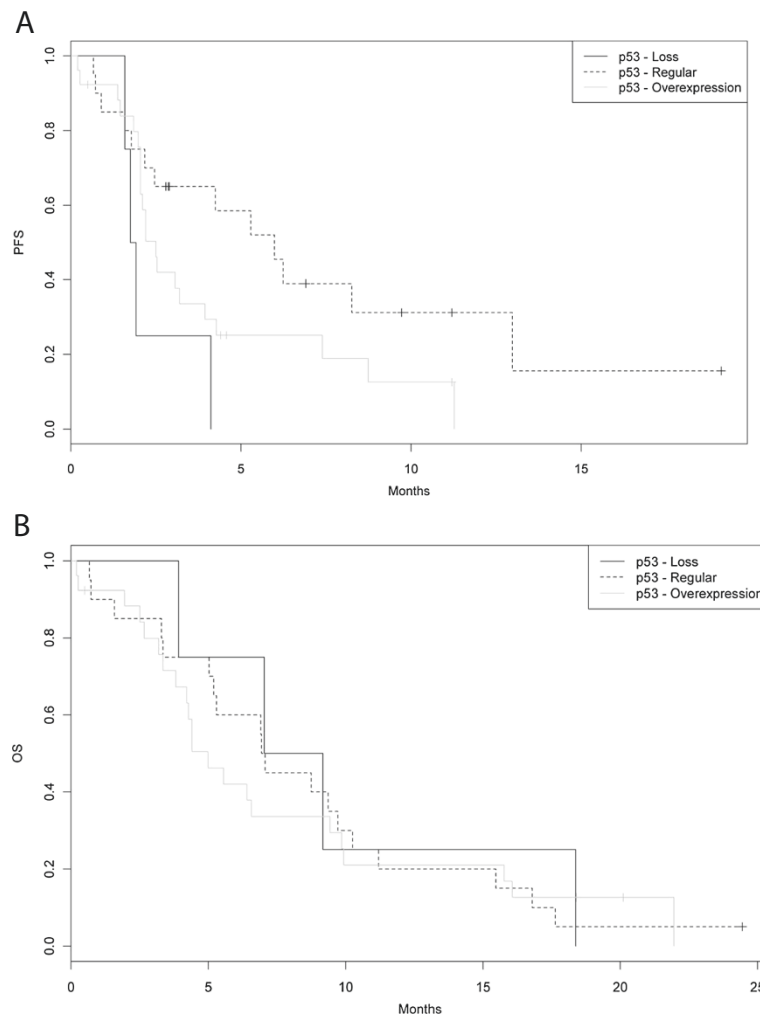 A
p53 - Loss
p53 - Regular
p53 - Overexpression
PFS
1.0
0.8
0.6
0.4
0.2
0.0
0 5 10 15
Months
B
p53 - Loss
p53 - Regular
p53 - Overexpression
OS
1.0
0.8
0.6
0.4
0.2
0.0
0 5 10 15 20 25
Months